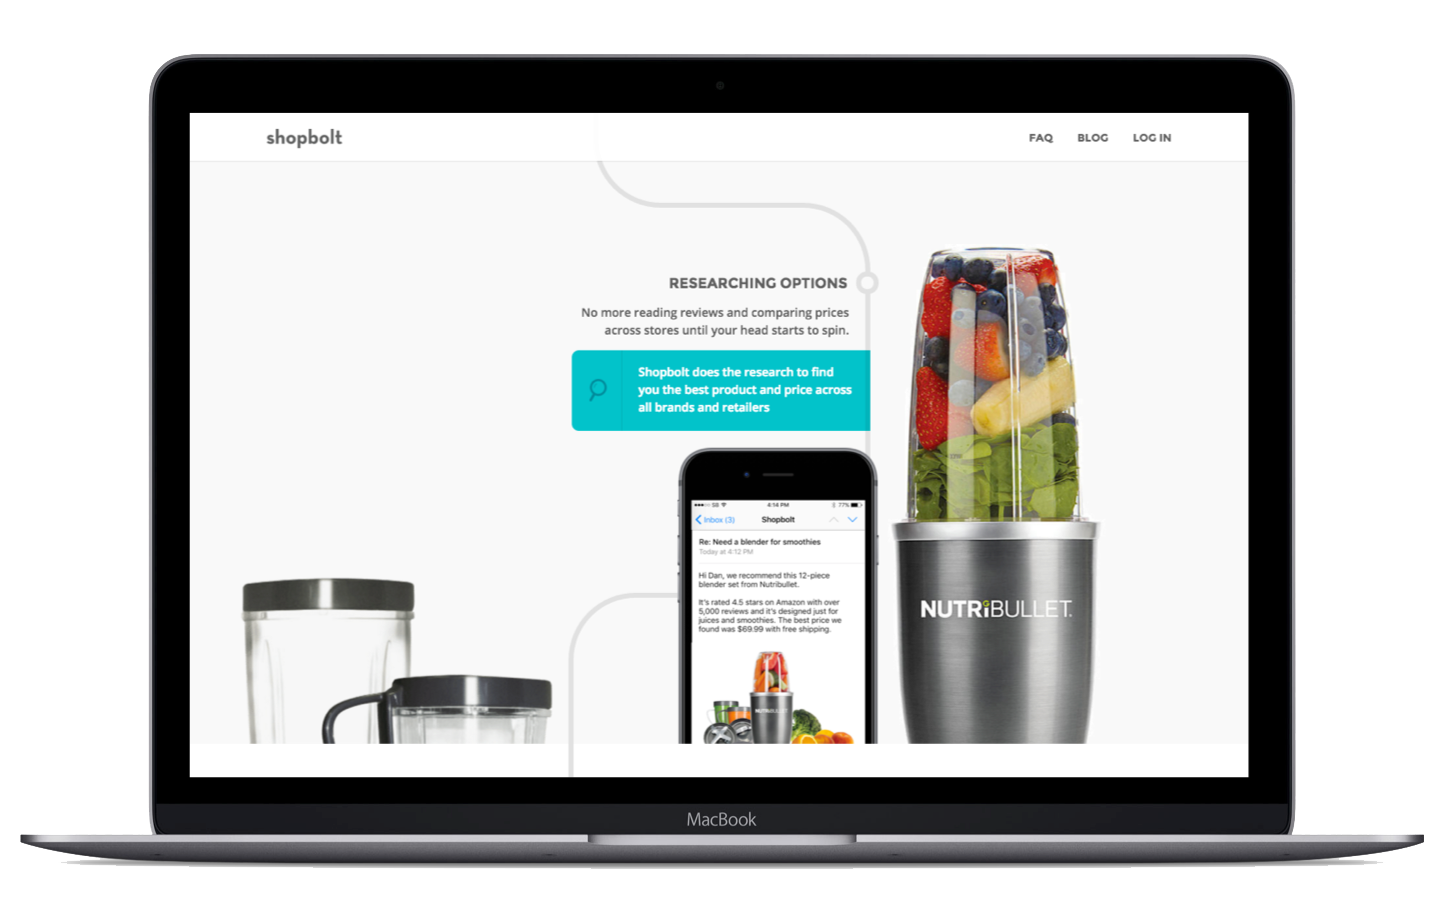 shopbolt
FAQ
BLOG
LOG IN
RESEARCHING OPTIONS
No more reading reviews and comparing prices
across stores until your head starts to spin.
Shopbolt does the research to find
you the best product and price across
all brands and retailers
4:14 PM
77%
Inbox (3)
Shopbolt
Re: Need a blender for smoothies
Today at 4:12 PM
Hi Dan, we recommend this 12-piece
blender set from Nutribullet.
It's rated 4.5 stars on Amazon with over
5,000 reviews and it's designed just for
juices and smoothies. The best price we
found was $69.99 with free shipping.
NUTRiBULLET
NUTRiBULLET.
MacBook